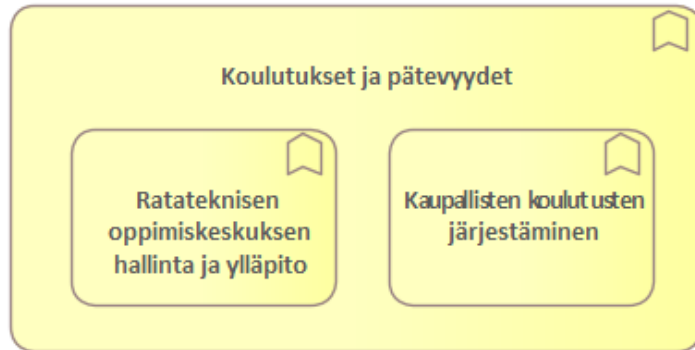 Koulutukset ja pätevyydet
Ratateknisen
oppimiskeskuksen
hallinta ja ylläpito
Kaupallisten koulutusten
järjestäminen